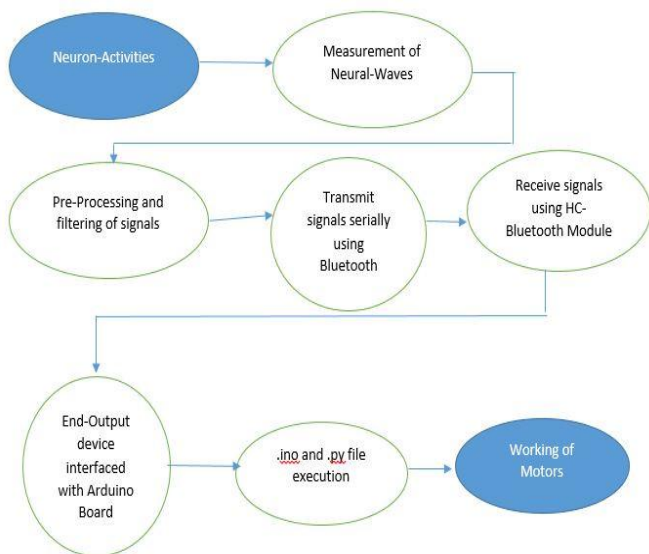 Neuron-Activities
Measurement of
Neural-Waves
Pre-Processing and
filtering of signals
Transmit
signals serially
using
Bluetooth
Receive signals
using HC-
Bluetooth Module
End-Output
device
interfaced
with Arduino
Board
.ino and .py file
execution
Working of
Motors